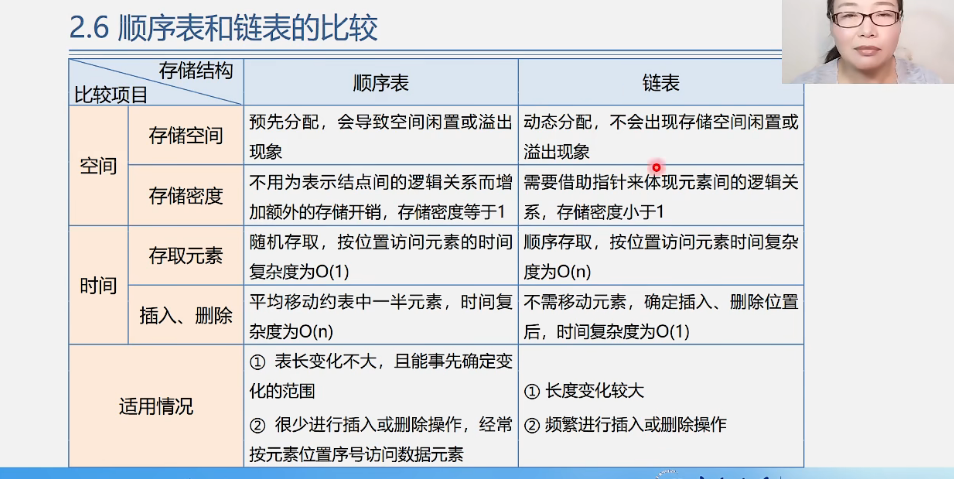 2.6 顺序表和链表的比较
存储结构
比较项目
顺序表
链表
空间
存储空间
预先分配，会导致空间闲置或溢出
现象
动态分配，不会出现存储空间闲置或
溢出现象
存储密度
不用为表示结点间的逻辑关系而增
加额外的存储开销，存储密度等于1
需要借助指针来体现元素间的逻辑关
系，存储密度小于1
时间
存取元素
随机存取，按位置访问元素的时间
复杂度为O(1)
顺序存取，按位置访问元素时间复杂
度为O(n)
插入、删除
平均移动约表中一半元素，时间复
杂度为O(n)
不需移动元素，确定插入、删除位置
后，时间复杂度为O(1)
适用情况
① 表长变化不大，且能事先确定变
化的范围
② 很少进行插入或删除操作，经常
按元素位置序号访问数据元素
① 长度变化较大
② 频繁进行插入或删除操作